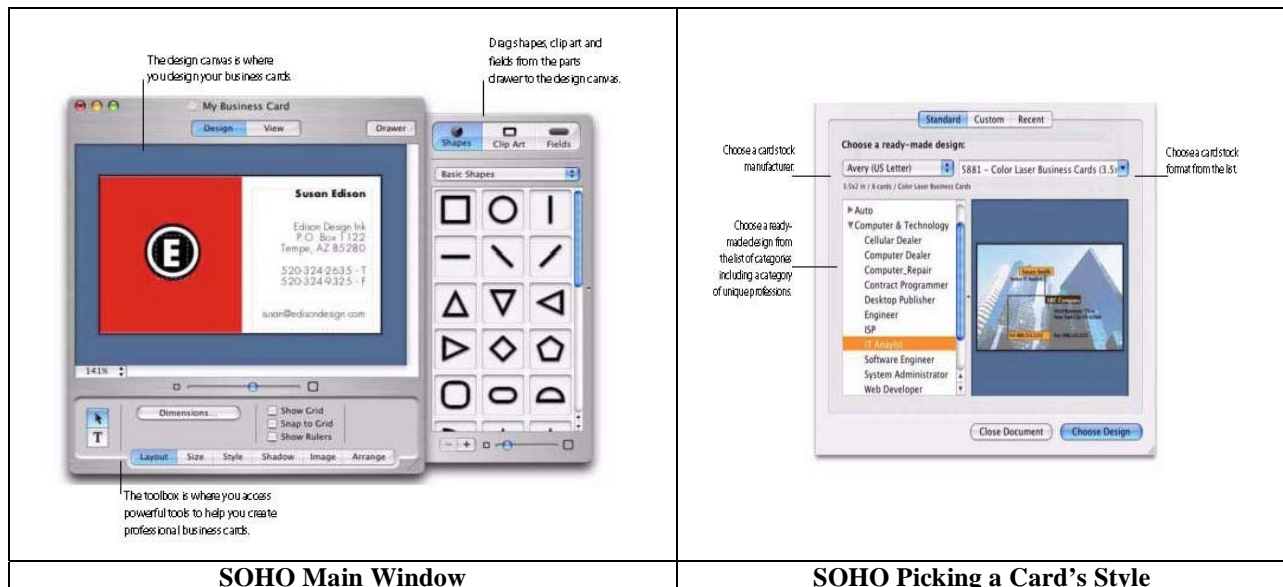 The design canvas is where
you design your business cards.
Drag shapes, clip art and
fields from the parts
drawer to the design canvas.
My Business Card
Design View Drawer
Shapes Clip Art Fields
Basic Shapes
Susan Edison
Edison Design Ink
P.O. Box 1122
Tempe, AZ 85280
520-324-2635 - T
520-324-9325 - F
susan@edisondesign.com
E
141%
Dimensions...
Show Grid
Snap to Grid
Show Rulers
T
Layout Size Style Shadow Image Arrange
The toolbox is where you access
powerful tools to help you create
professional business cards.
SOHO Main Window
Standard Custom Recent
Choose a ready-made design:
Choose a card stock
manufacturer.
Avery (US Letter) 5881 – Color Laser Business Cards (3.5x
3.5x2 in / 8 cards / Color Laser Business Cards
Choose a card stock
format from the list.
Choose a ready-
made design from
the list of categories
including a category
of unique professions.
Auto
Computer & Technology
Cellular Dealer
Computer Dealer
Computer_Repair
Contract Programmer
Desktop Publisher
Engineer
ISP
IT Anaylist
Software Engineer
System Administrator
Web Developer
Susan Smith
Senior IT Analyst
ABC Company
Close Document Choose Design
SOHO Picking a Card's Style